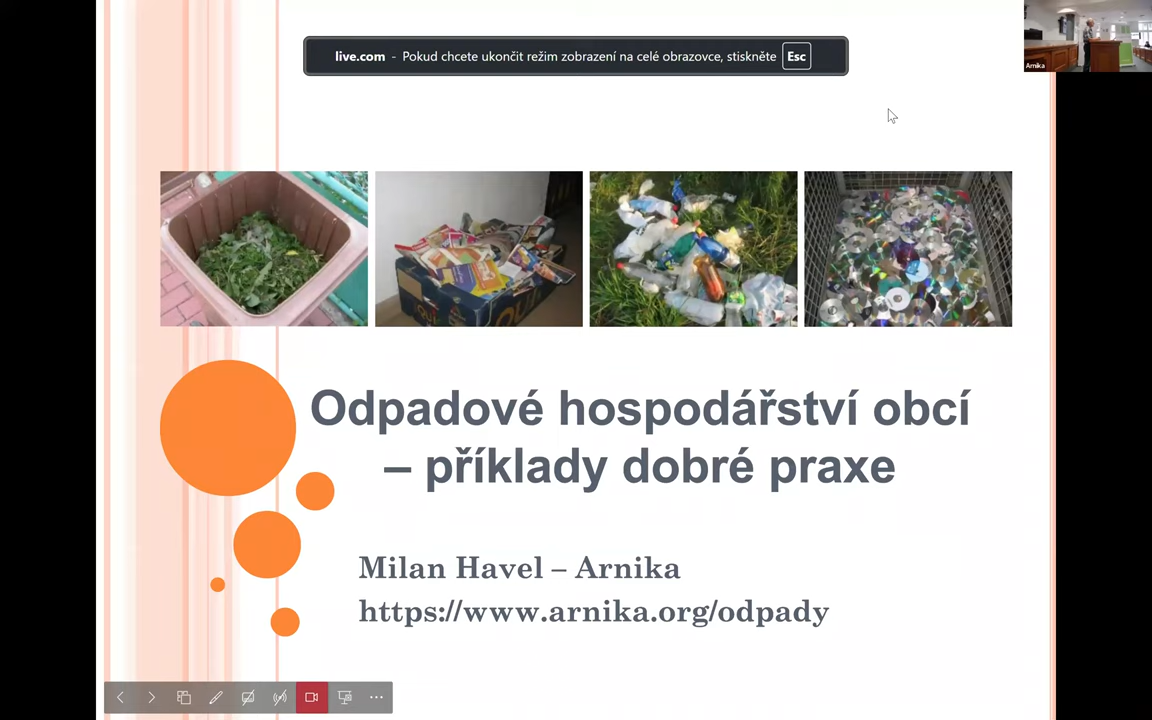 live.com - Pokud chcete ukončit režim zobrazení na celé obrazovce, stiskněte Esc
Arnika
Odpadové hospodářství obcí
– příklady dobré praxe
Milan Havel – Arnika
https://www.arnika.org/odpady